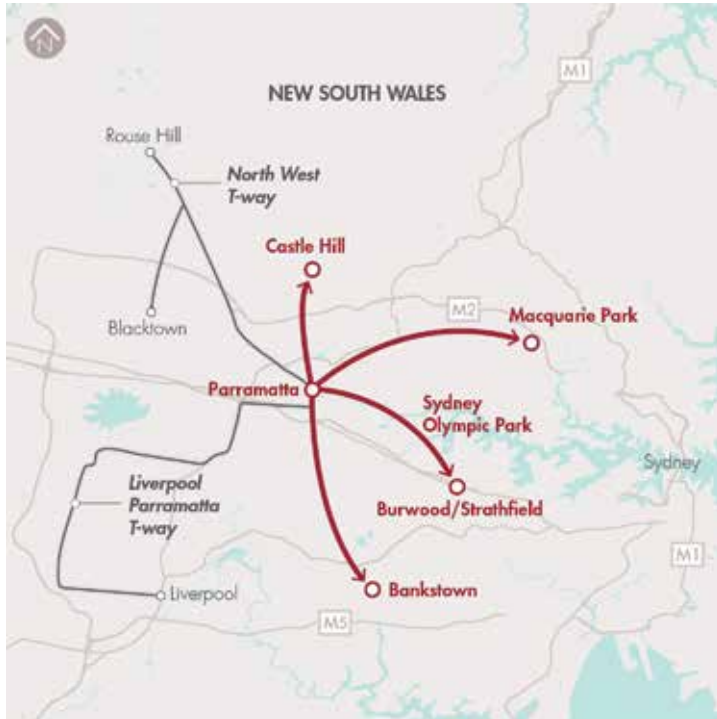 N
M1
NEW SOUTH WALES
Rouse Hill
North West
T-way
Castle Hill
M2
Macquarie Park
Blacktown
Parramatta
Sydney
Olympic Park
Sydney
Liverpool
Parramatta
T-way
Burwood/Strathfield
M1
Liverpool
Bankstown
M5